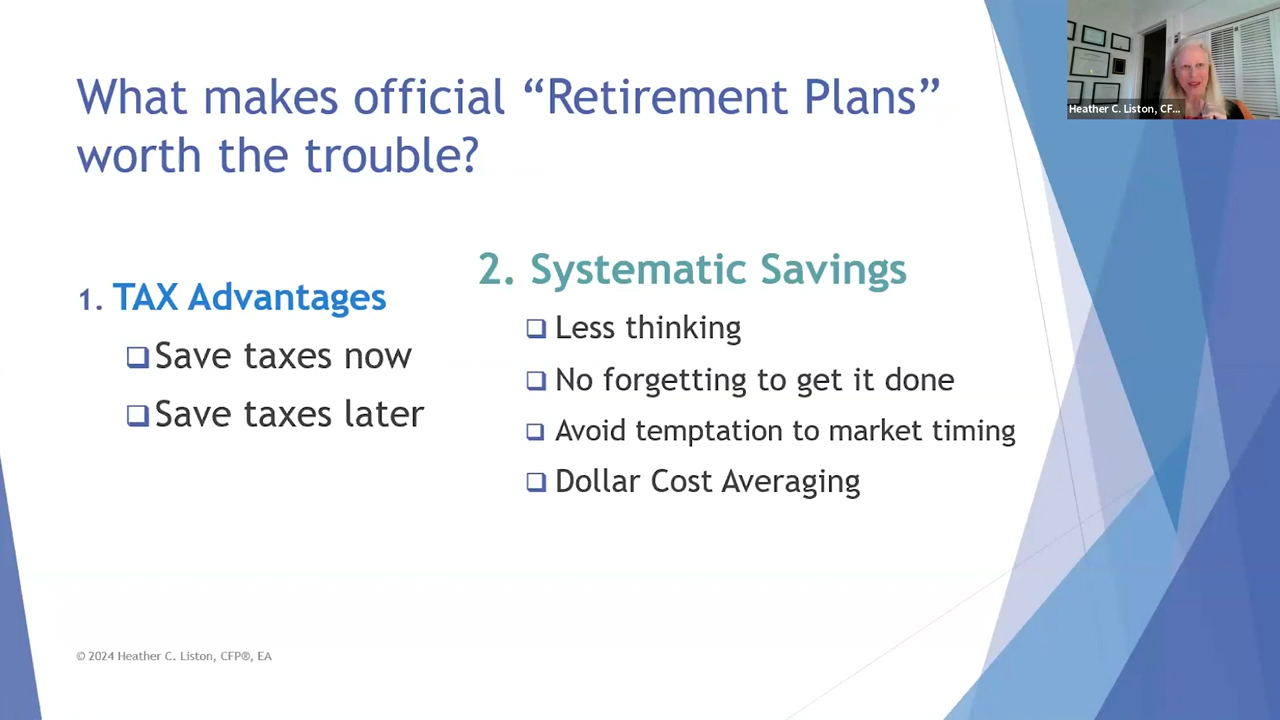 What makes official “Retirement Plans”
worth the trouble?
1. TAX Advantages
❑ Save taxes now
❑ Save taxes later
2. Systematic Savings
❑ Less thinking
❑ No forgetting to get it done
❑ Avoid temptation to market timing
❑ Dollar Cost Averaging
© 2024 Heather C. Liston, CFP®, EA
Heather C. Liston, CF...